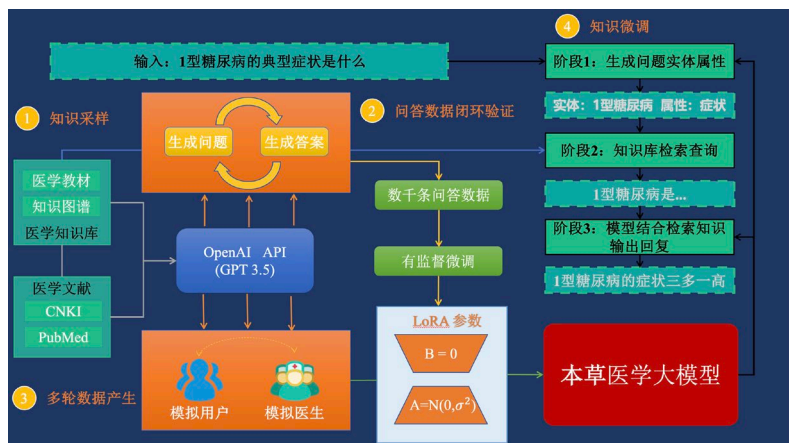 4 知识微调
输入：1型糖尿病的典型症状是什么
阶段1：生成问题实体属性
实体：1型糖尿病 属性：症状
1 知识采样
2 问答数据闭环验证
生成问题
生成答案
阶段2：知识库检索查询
1型糖尿病是...
阶段3：模型结合检索知识
输出回复
1型糖尿病的症状三多一高
医学教材
知识图谱
医学知识库
医学文献
CNKI
PubMed
OpenAI API
(GPT 3.5)
数千条问答数据
有监督微调
LoRA 参数
B = 0
A=N(0,σ²)
3 多轮数据产生
模拟用户
模拟医生
本草医学大模型